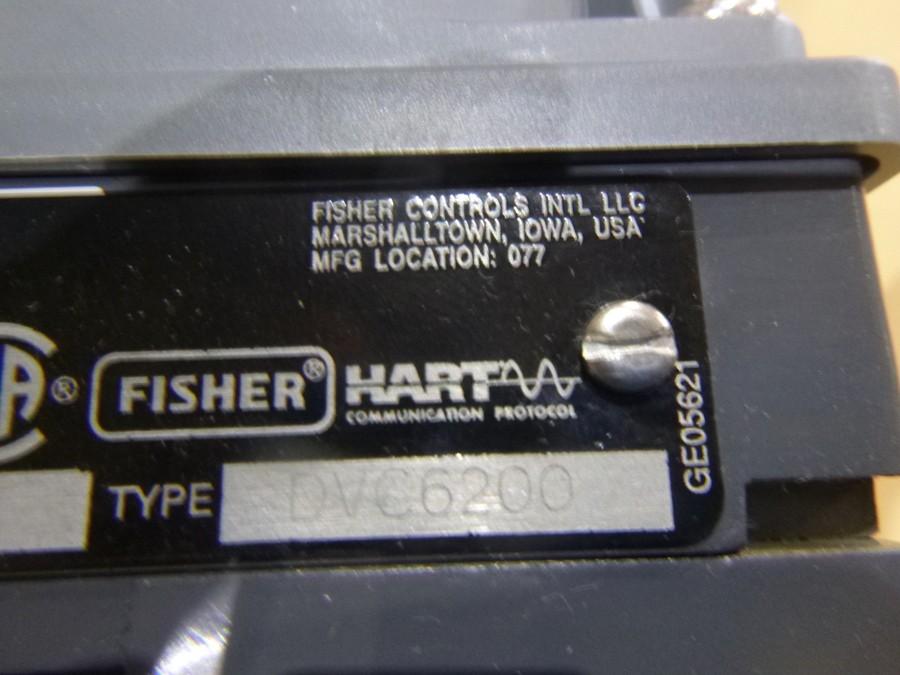 FISHER CONTROLS INTL LLC
MARSHALLTOWN, IOWA, USA
MFG LOCATION: 077
A®
FISHER®
HART
COMMUNICATION PROTOCOL
GE05621
TYPE DVC6200